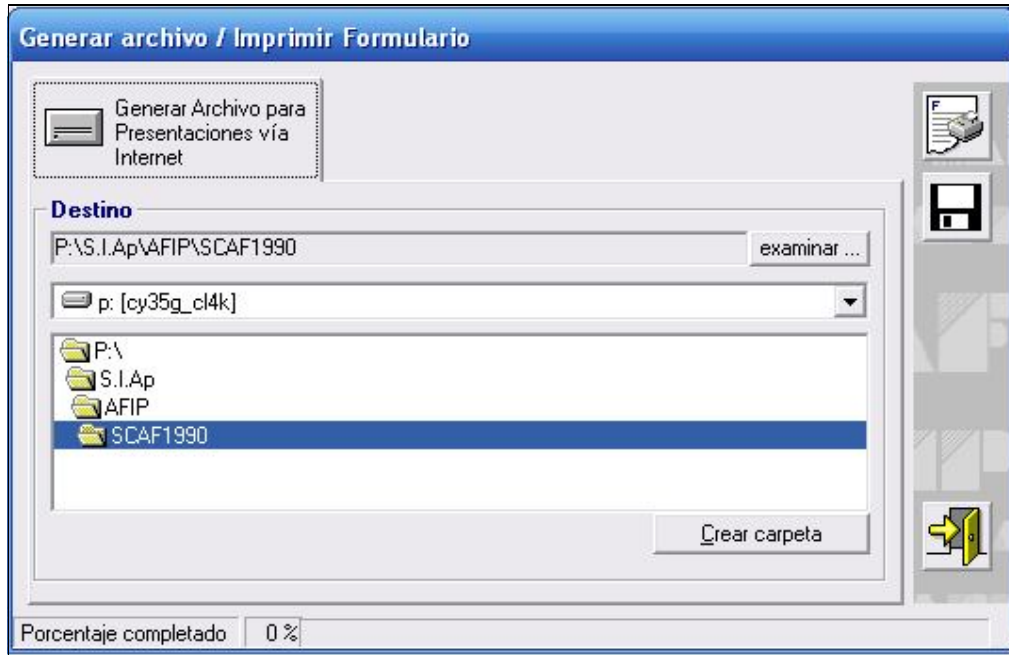 Generar archivo / Imprimir Formulario
Generar Archivo para
Presentaciones vía
Internet
Destino
P:\S.I.Ap\AFIP\SCAF1990
examinar ...
p: [cy35g_cl4k]
P:\
S.I.Ap
AFIP
SCAF1990
Crear carpeta
Porcentaje completado
0 %
F